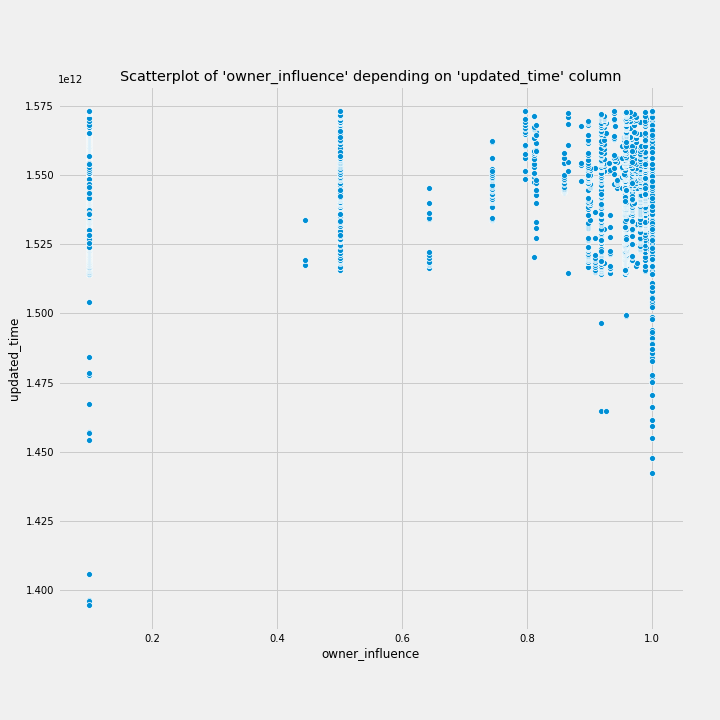 Scatterplot of 'owner_influence' depending on 'updated_time' column
1e12
1.575
1.550
1.525
1.500
1.475
1.450
1.425
1.400
updated_time
0.2 0.4 0.6 0.8 1.0
owner_influence